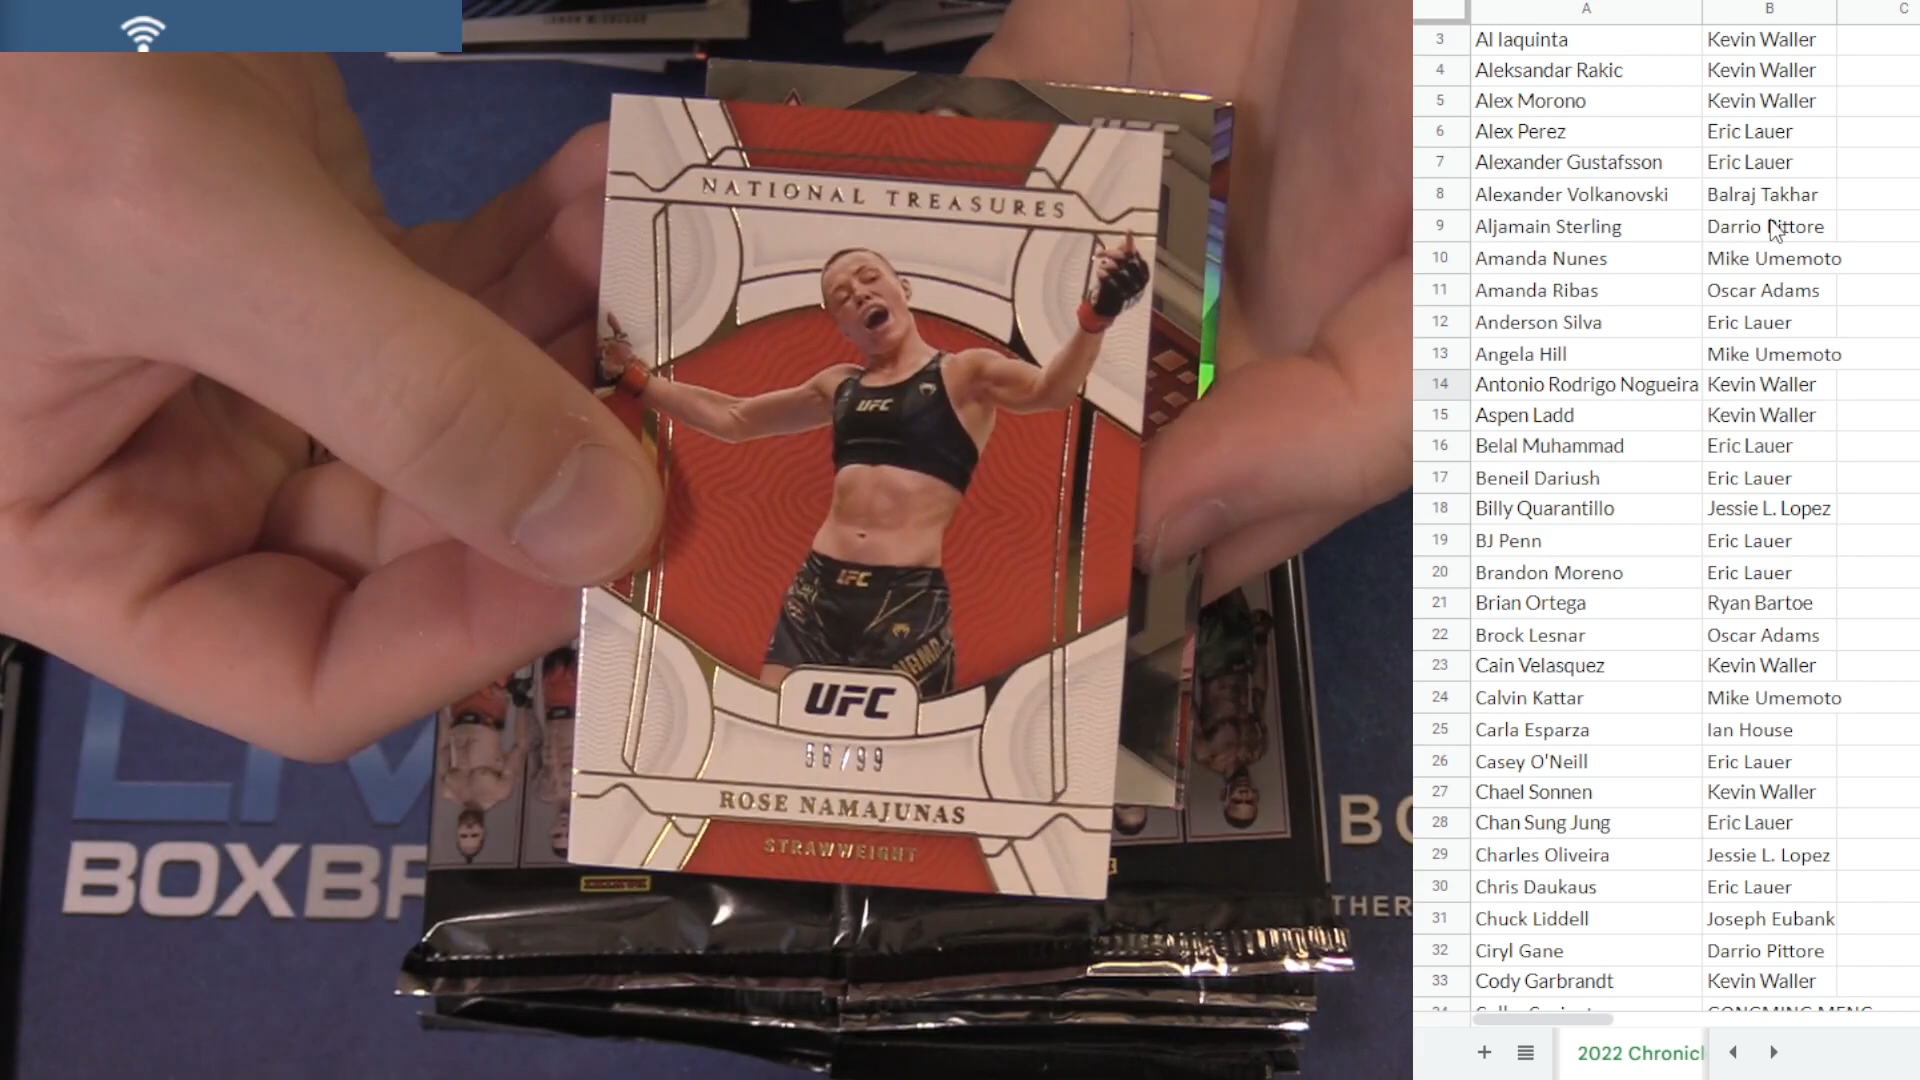 NATIONAL TREASURES
UFC
UFC
UFC
/99
ROSE NAMAJUNAS
STRAWWEIGHT
BOXBR
BO
THER
A B C
3 Al Iaquinta Kevin Waller
4 Aleksandar Rakic Kevin Waller
5 Alex Morono Kevin Waller
6 Alex Perez Eric Lauer
7 Alexander Gustafsson Eric Lauer
8 Alexander Volkanovski Balraj Takhar
9 Aljamain Sterling Darrio Pittore
10 Amanda Nunes Mike Umemoto
11 Amanda Ribas Oscar Adams
12 Anderson Silva Eric Lauer
13 Angela Hill Mike Umemoto
14 Antonio Rodrigo Nogueira Kevin Waller
15 Aspen Ladd Kevin Waller
16 Belal Muhammad Eric Lauer
17 Beneil Dariush Eric Lauer
18 Billy Quarantillo Jessie L. Lopez
19 BJ Penn Eric Lauer
20 Brandon Moreno Eric Lauer
21 Brian Ortega Ryan Bartoe
22 Brock Lesnar Oscar Adams
23 Cain Velasquez Kevin Waller
24 Calvin Kattar Mike Umemoto
25 Carla Esparza Ian House
26 Casey O'Neill Eric Lauer
27 Chael Sonnen Kevin Waller
28 Chan Sung Jung Eric Lauer
29 Charles Oliveira Jessie L. Lopez
30 Chris Daukaus Eric Lauer
31 Chuck Liddell Joseph Eubank
32 Ciryl Gane Darrio Pittore
33 Cody Garbrandt Kevin Waller
2022 Chronicl